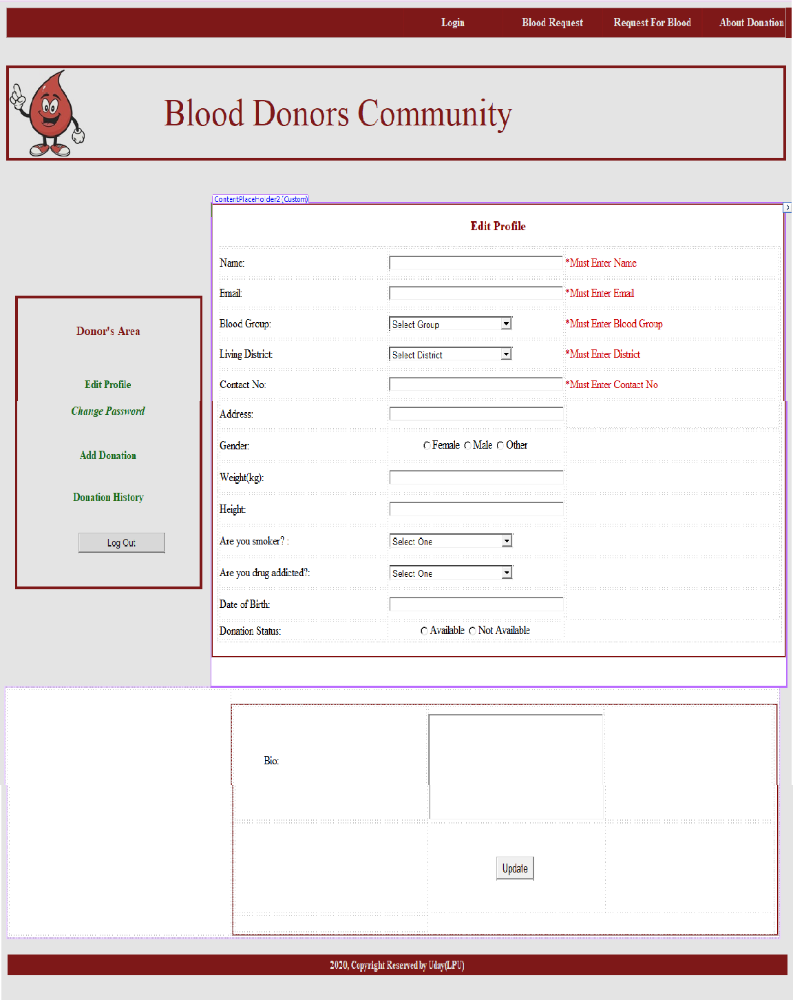 Login Blood Request Request For Blood About Donation
Blood Donors Community
ContentPlaceHolder2 (Custom)
Edit Profile
Name: *Must Enter Name
Email: *Must Enter Email
Blood Group: Select Group *Must Enter Blood Group
Living District: Select District *Must Enter District
Contact No: *Must Enter Contact No
Address:
Gender: Female Male Other
Weight(kg):
Height:
Are you smoker? : Select One
Are you drug addicted?: Select One
Date of Birth:
Donation Status: Available Not Available
Donor's Area
Edit Profile
Change Password
Add Donation
Donation History
Log Out
Bio:
Update
2020, Copyright Reserved by Uday(LPU)